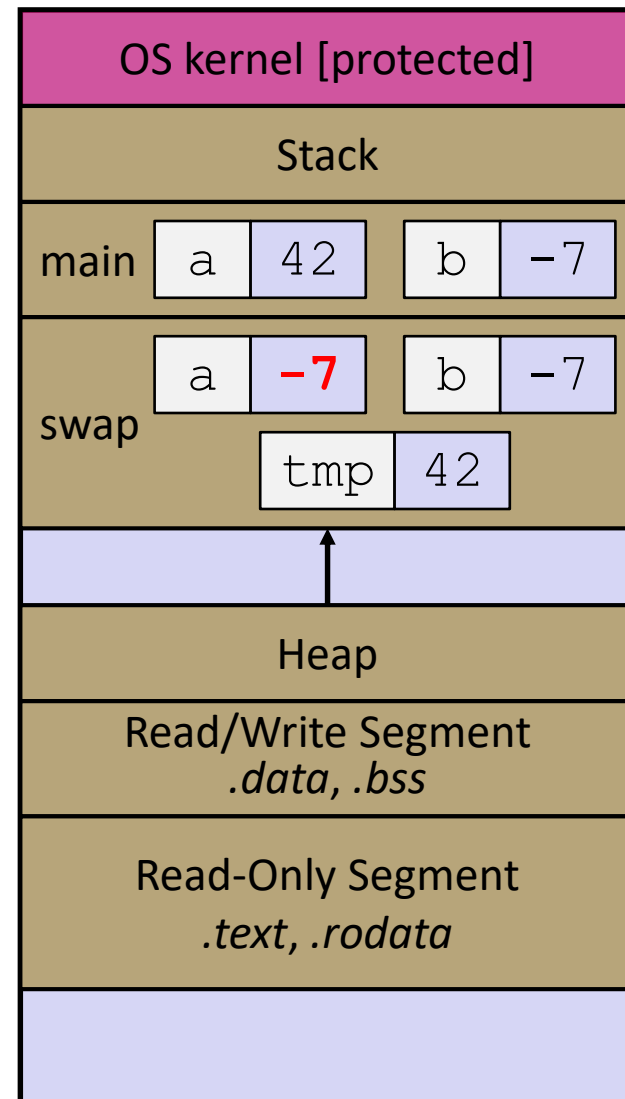 OS kernel [protected]
Stack
main a 42 b -7
a -7 b -7
swap
tmp 42
Heap
Read/Write Segment
.data, .bss
Read-Only Segment
.text, .rodata